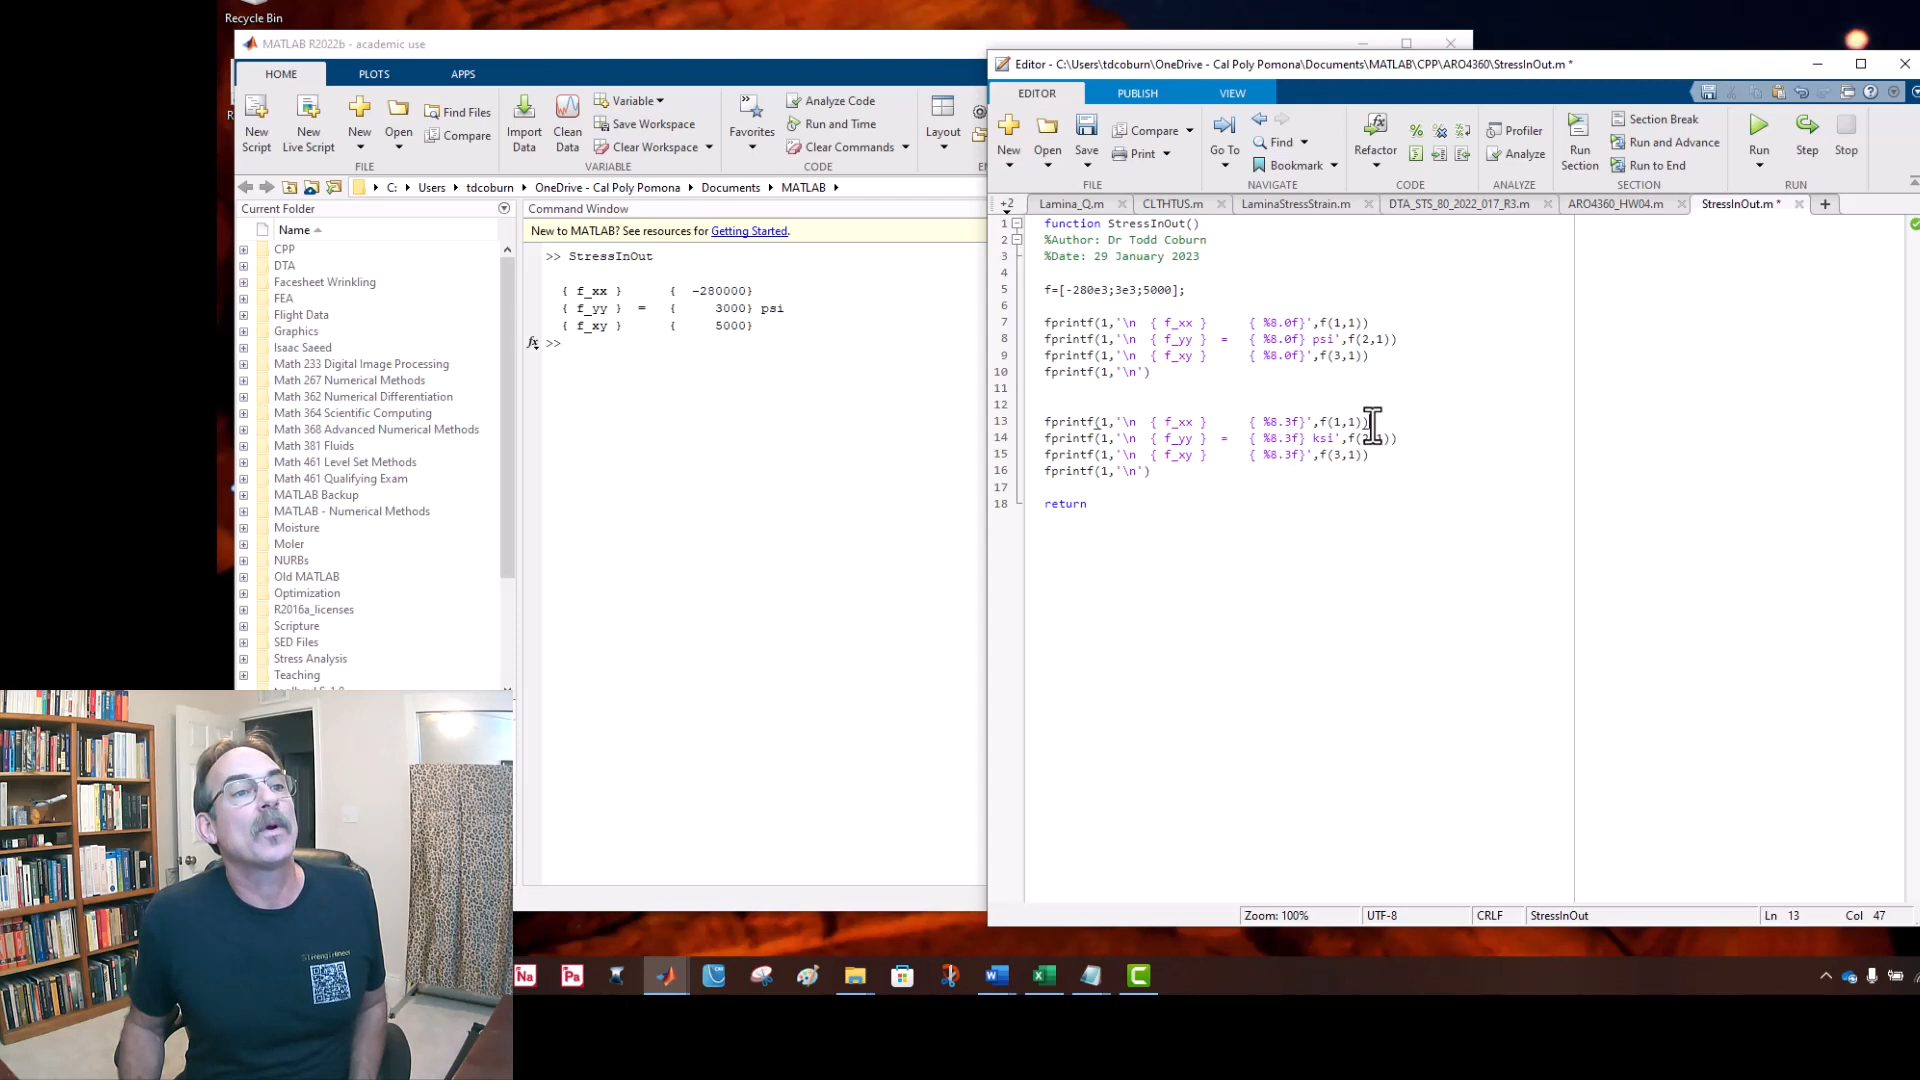 Recycle Bin
MATLAB R2022b - academic use
HOME PLOTS APPS
New Script
New Live Script
New
Open
Find Files
Compare
FILE
Import Data
Clean Data
Variable
Save Workspace
Clear Workspace
VARIABLE
Favorites
Analyze Code
Run and Time
Clear Commands
CODE
Layout
C: Users tdcoburn OneDrive - Cal Poly Pomona Documents MATLAB
Current Folder
Name
CPP
DTA
Facesheet Wrinkling
FEA
Flight Data
Graphics
Isaac Saeed
Math 233 Digital Image Processing
Math 267 Numerical Methods
Math 362 Numerical Differentiation
Math 364 Scientific Computing
Math 368 Advanced Numerical Methods
Math 381 Fluids
Math 461 Level Set Methods
Math 461 Qualifying Exam
MATLAB Backup
MATLAB - Numerical Methods
Moisture
Moler
NURBs
Old MATLAB
Optimization
R2016a_licenses
Scripture
SED Files
Stress Analysis
Teaching
Command Window
New to MATLAB? See resources for Getting Started.
>> StressInOut
{ f_xx } { -280000}
{ f_yy } = { 3000} psi
{ f_xy } { 5000}
fx >>
Editor - C:\Users\tdcoburn\OneDrive - Cal Poly Pomona\Documents\MATLAB\CPP\ARO4360\StressInOut.m *
EDITOR PUBLISH VIEW
New
Open
Save
Compare
Print
FILE
Go To
Find
Bookmark
NAVIGATE
Refactor
CODE
Profiler
Analyze
ANALYZE
Run Section
Section Break
Run and Advance
Run to End
SECTION
Run
Step
Stop
RUN
+2 Lamina_Q.m CLTHTUS.m LaminaStressStrain.m DTA_STS_80_2022_017_R3.m ARO4360_HW04.m StressInOut.m *
1 function StressInOut()
2 %Author: Dr Todd Coburn
3 %Date: 29 January 2023
4
5 f=[-280e3;3e3;5000];
6
7 fprintf(1,'\n { f_xx } { %8.0f}',f(1,1))
8 fprintf(1,'\n { f_yy } = { %8.0f} psi',f(2,1))
9 fprintf(1,'\n { f_xy } { %8.0f}',f(3,1))
10 fprintf(1,'\n')
11
12
13 fprintf(1,'\n { f_xx } { %8.3f}',f(1,1))
14 fprintf(1,'\n { f_yy } = { %8.3f} ksi',f( ,1))
15 fprintf(1,'\n { f_xy } { %8.3f}',f(3,1))
16 fprintf(1,'\n')
17
18 return
Zoom: 100% UTF-8 CRLF StressInOut Ln 13 Col 47
Na Pa